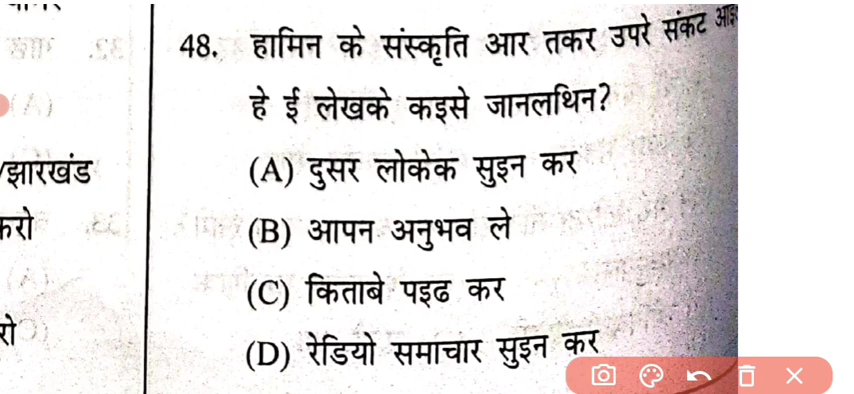 /झारखंड
करो
रो
48. हामिन के संस्कृति आर तकर उपरे संकट
हे ई लेखके कइसे जानलथिन?
(A) दुसर लोकेक सुइन कर
(B) आपन अनुभव ले
(C) किताबे पइढ कर
(D) रेडियो समाचार सुइन कर